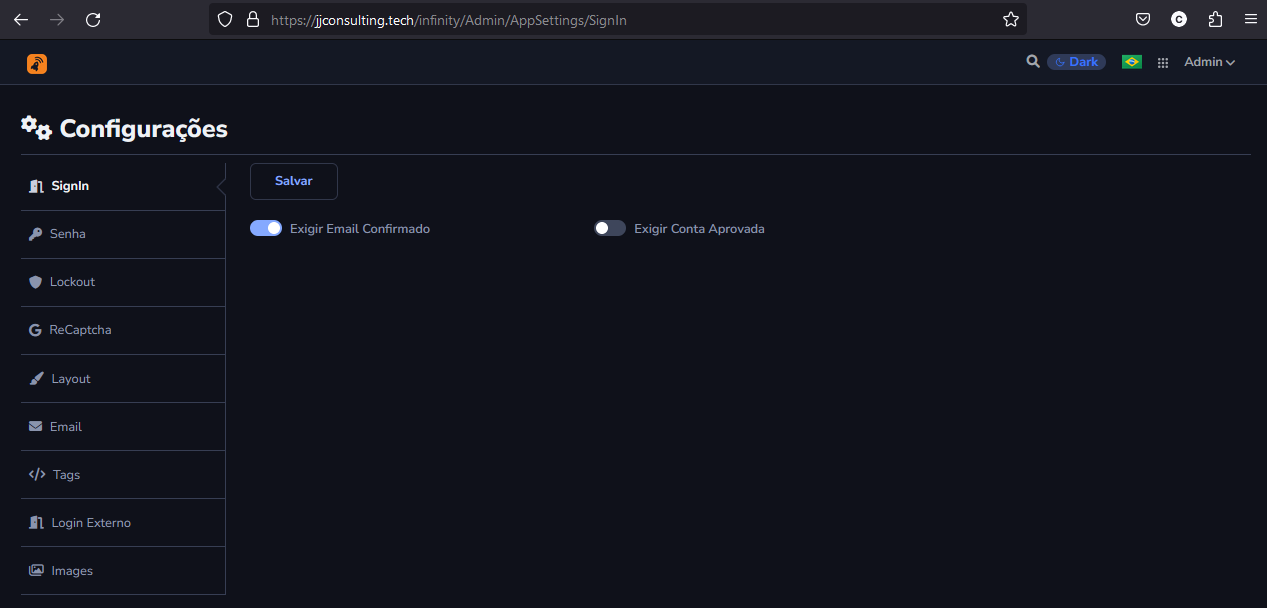 https://jjconsulting.tech/infinity/Admin/AppSettings/SignIn
C
Dark
Admin
Configurações
SignIn
Salvar
Exigir Email Confirmado
Exigir Conta Aprovada
Senha
Lockout
ReCaptcha
Layout
Email
Tags
Login Externo
Images